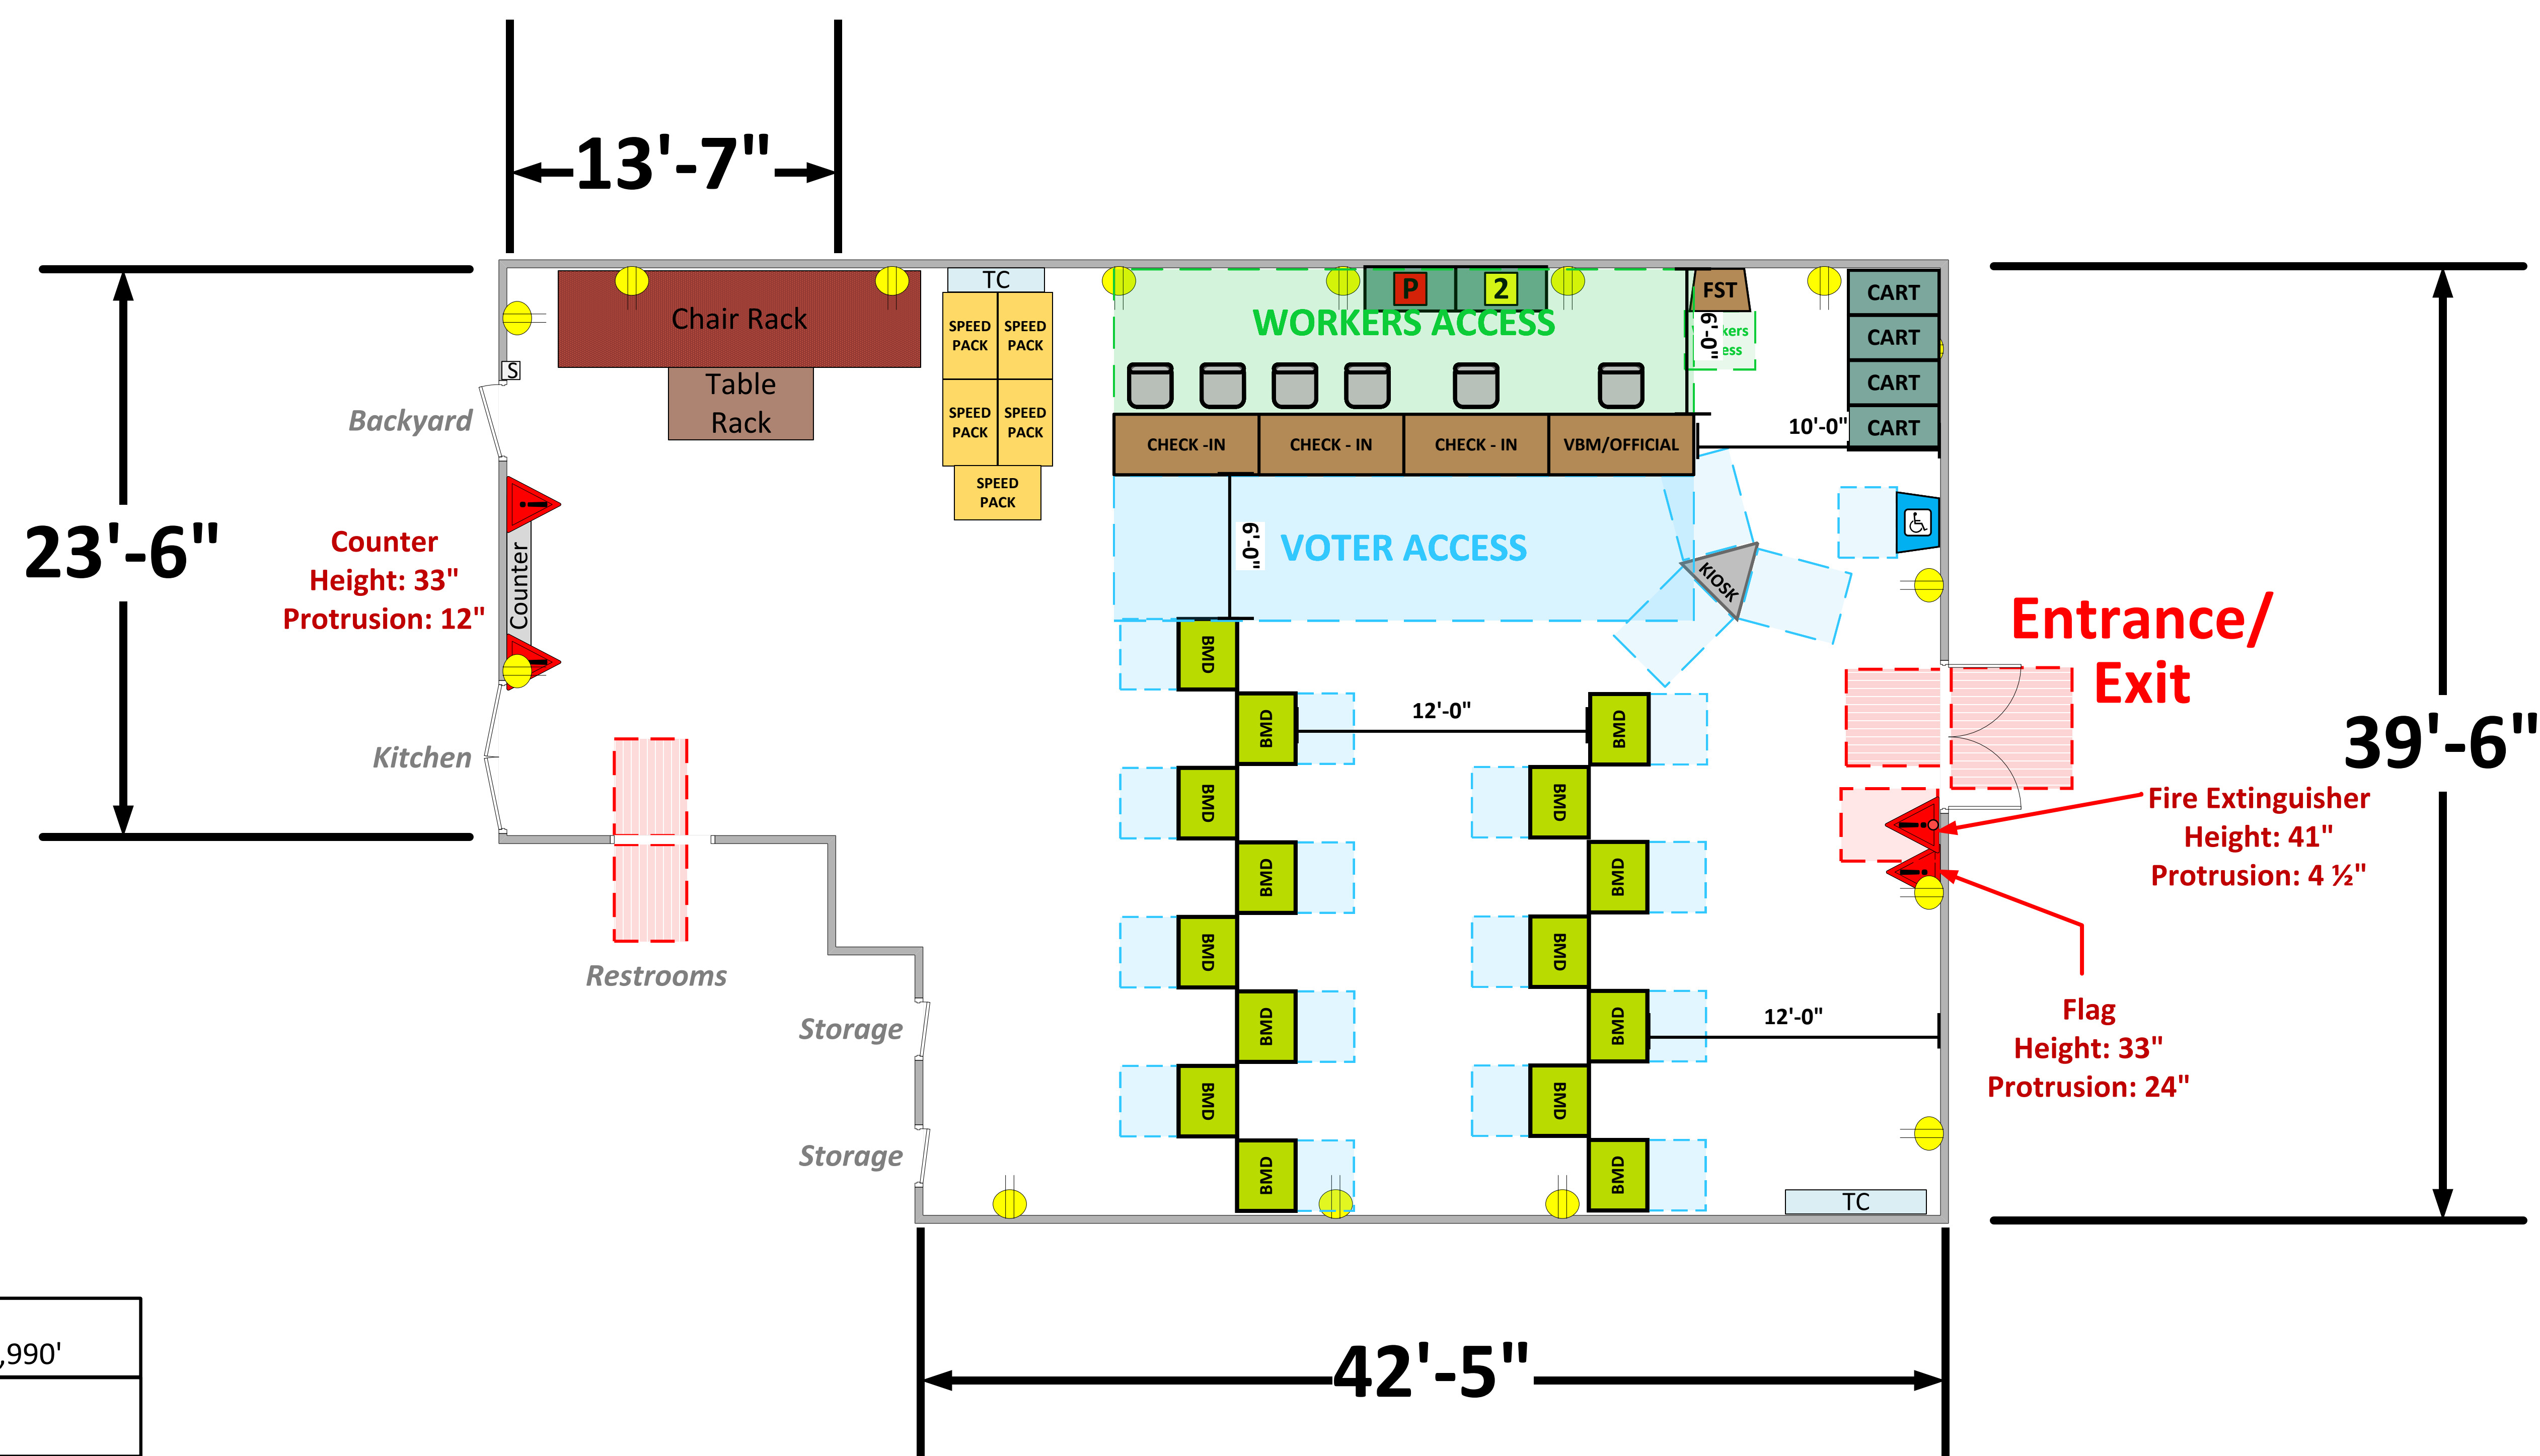 13'-7"
Chair Rack
Table
Rack
TC
SPEED
PACK
SPEED
PACK
SPEED
PACK
SPEED
PACK
SPEED
PACK
P
2
WORKERS ACCESS
FST
6'-0"
CART
CART
CART
CART
10'-0"
S
Backyard
23'-6"
Counter
Height: 33"
Protrusion: 12"
Counter
Kitchen
Restrooms
Storage
Storage
CHECK -IN
CHECK - IN
CHECK - IN
VBM/OFFICIAL
6'-0"
VOTER ACCESS
KIOSK
BMD
BMD
BMD
BMD
BMD
BMD
BMD
BMD
12'-0"
BMD
BMD
BMD
BMD
BMD
BMD
BMD
12'-0"
TC
Entrance/
Exit
39'-6"
Fire Extinguisher
Height: 41"
Protrusion: 4 ½"
Flag
Height: 33"
Protrusion: 24"
,990'
42'-5"